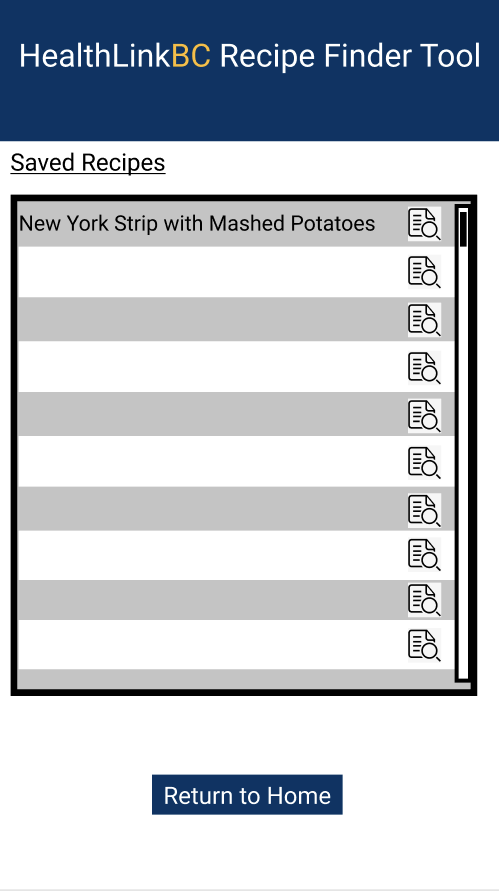 HealthLinkBC Recipe Finder Tool
Saved Recipes
New York Strip with Mashed Potatoes
Return to Home